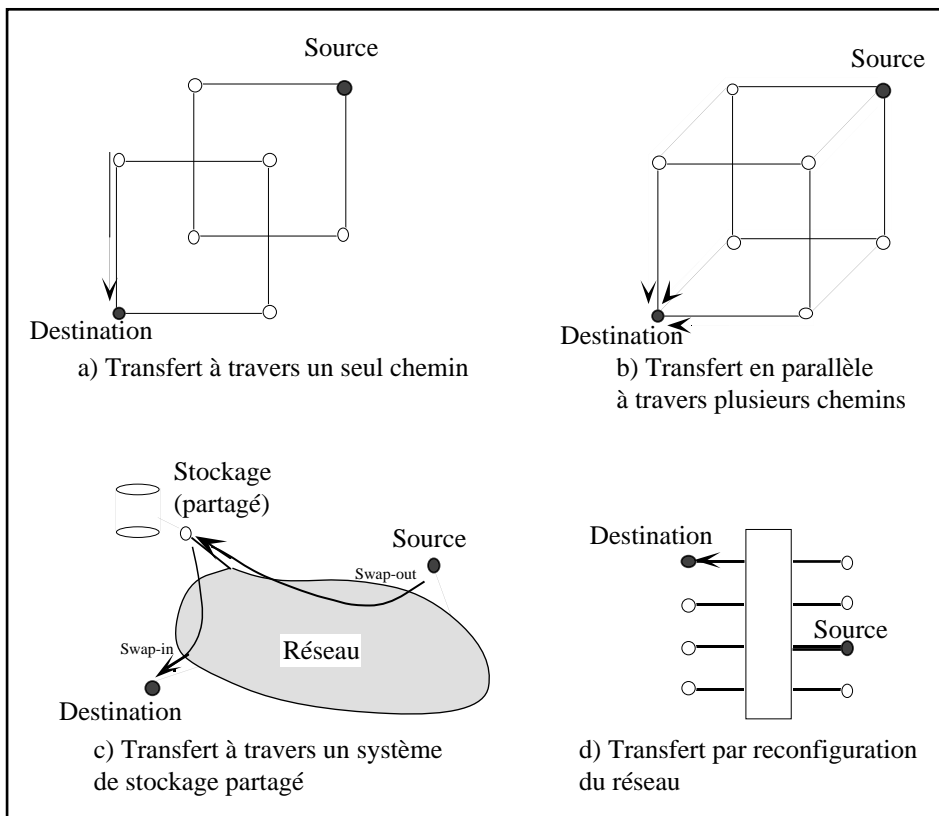 Source
Destination
a) Transfert à travers un seul chemin
Source
Destination
b) Transfert en parallèle
à travers plusieurs chemins
Stockage
(partagé)
Source
Swap-out
Réseau
Swap-in
Destination
c) Transfert à travers un système
de stockage partagé
Destination
Source
d) Transfert par reconfiguration
du réseau